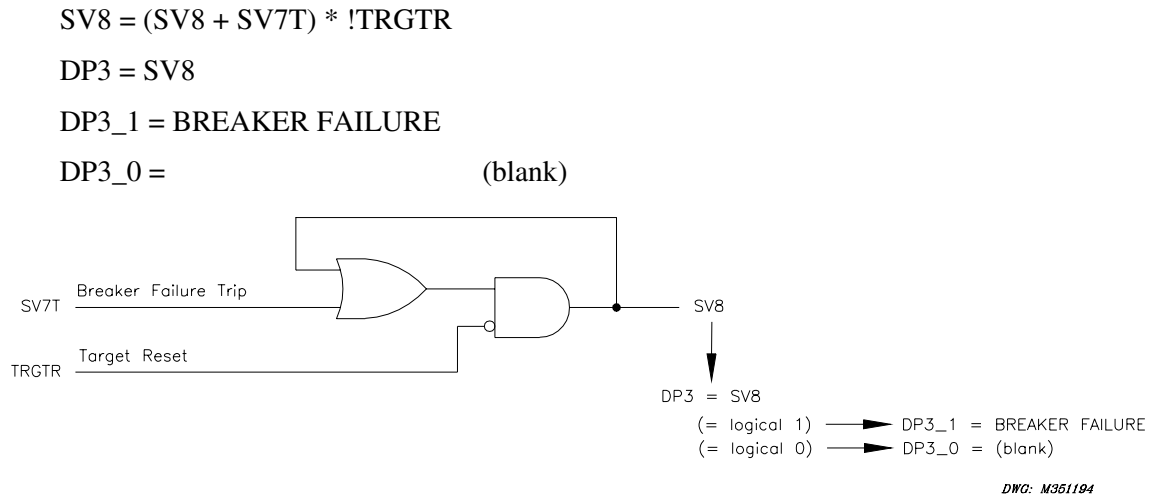 SV8 = (SV8 + SV7T) * !TRGTR
DP3 = SV8
DP3_1 = BREAKER FAILURE
DP3_0 = (blank)
SV7T Breaker Failure Trip
SV8
TRGTR Target Reset
DP3 = SV8
(= logical 1) DP3_1 = BREAKER FAILURE
(= logical 0) DP3_0 = (blank)
DWG: M351194